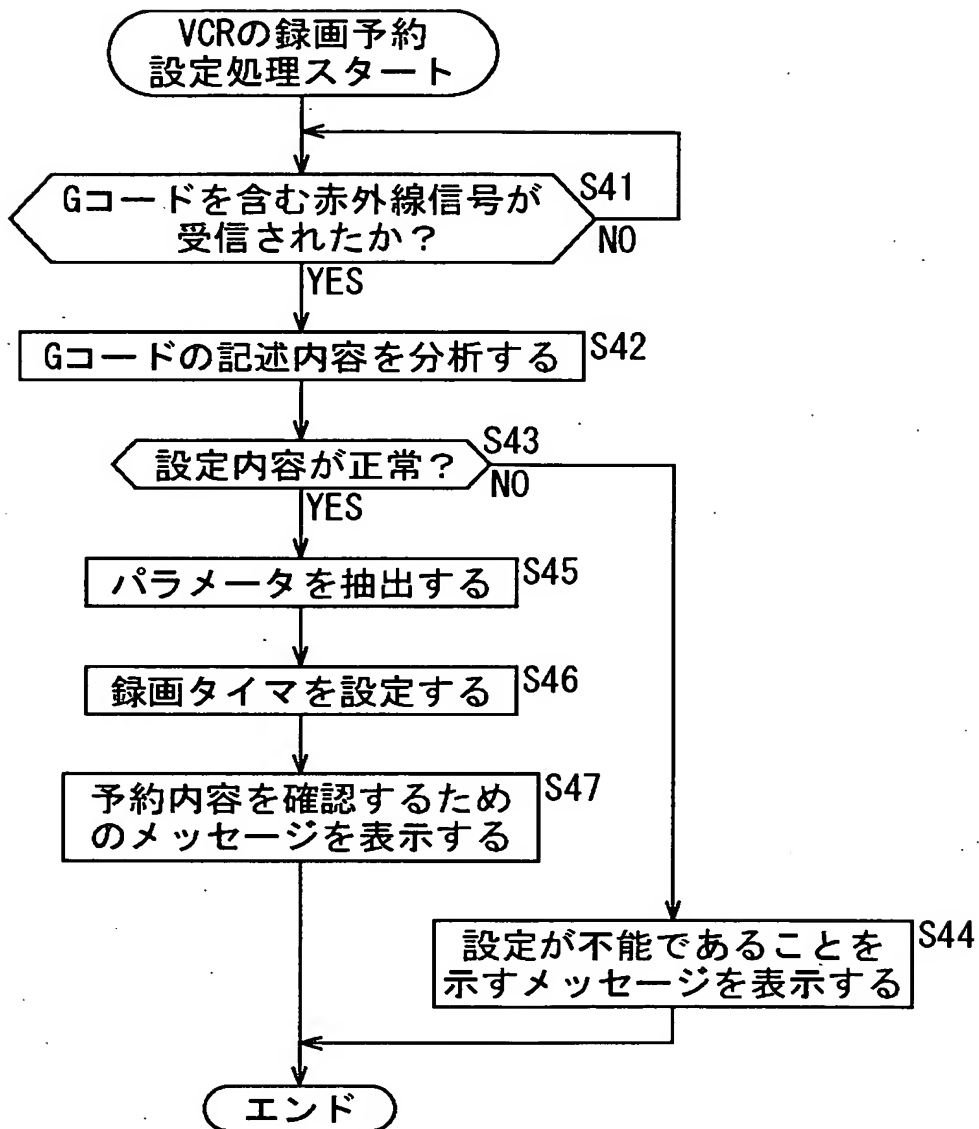 VCRの録画予約
設定処理スタート
Gコードを含む赤外線信号が
受信されたか？
S41
NO
YES
Gコードの記述内容を分析する
S42
設定内容が正常？
S43
NO
YES
パラメータを抽出する
S45
録画タイマを設定する
S46
予約内容を確認するため
のメッセージを表示する
S47
設定が不能であることを
示すメッセージを表示する
S44
エンド